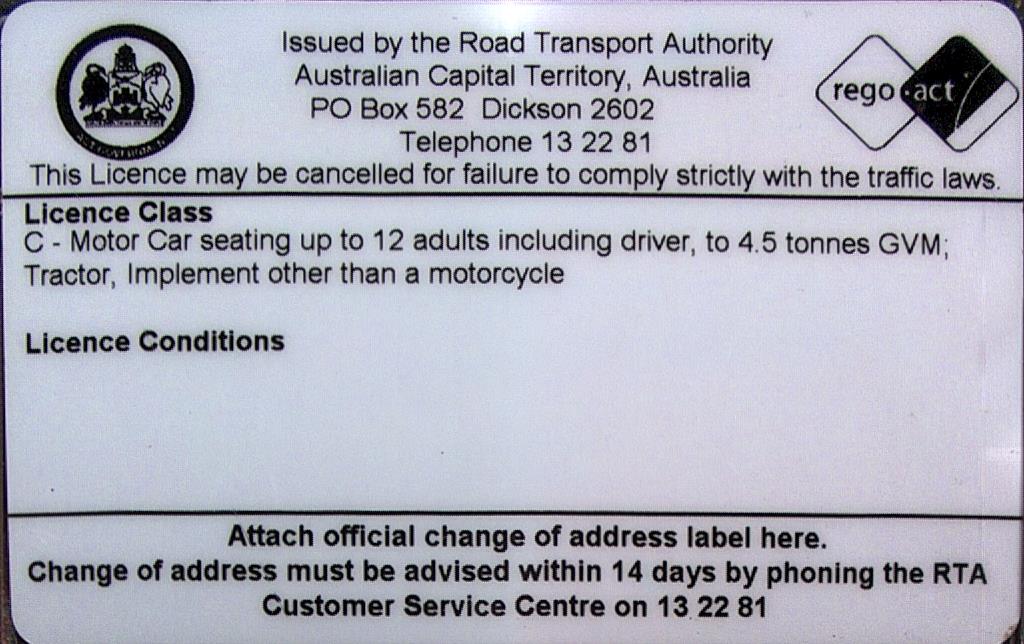 Issued by the Road Transport Authority
Australian Capital Territory, Australia
PO Box 582 Dickson 2602
Telephone 13 22 81
rego·act
This Licence may be cancelled for failure to comply strictly with the traffic laws.
Licence Class
C - Motor Car seating up to 12 adults including driver, to 4.5 tonnes GVM;
Tractor, Implement other than a motorcycle
Licence Conditions
Attach official change of address label here.
Change of address must be advised within 14 days by phoning the RTA
Customer Service Centre on 13 22 81